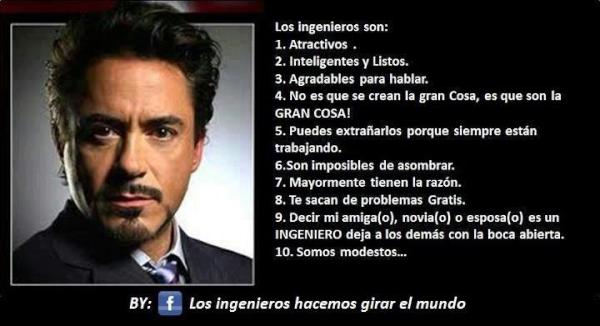 Los ingenieros son:
1. Atractivos .
2. Inteligentes y Listos.
3. Agradables para hablar.
4. No es que se crean la gran Cosa, es que son la
GRAN COSA!
5. Puedes extrañarlos porque siempre están
trabajando.
6.Son imposibles de asombrar.
7. Mayormente tienen la razón.
8. Te sacan de problemas Gratis.
9. Decir mi amiga(o), novia(o) o esposa(o) es un
INGENIERO deja a los demás con la boca abierta.
10. Somos modestos...
BY: f Los ingenieros hacemos girar el mundo